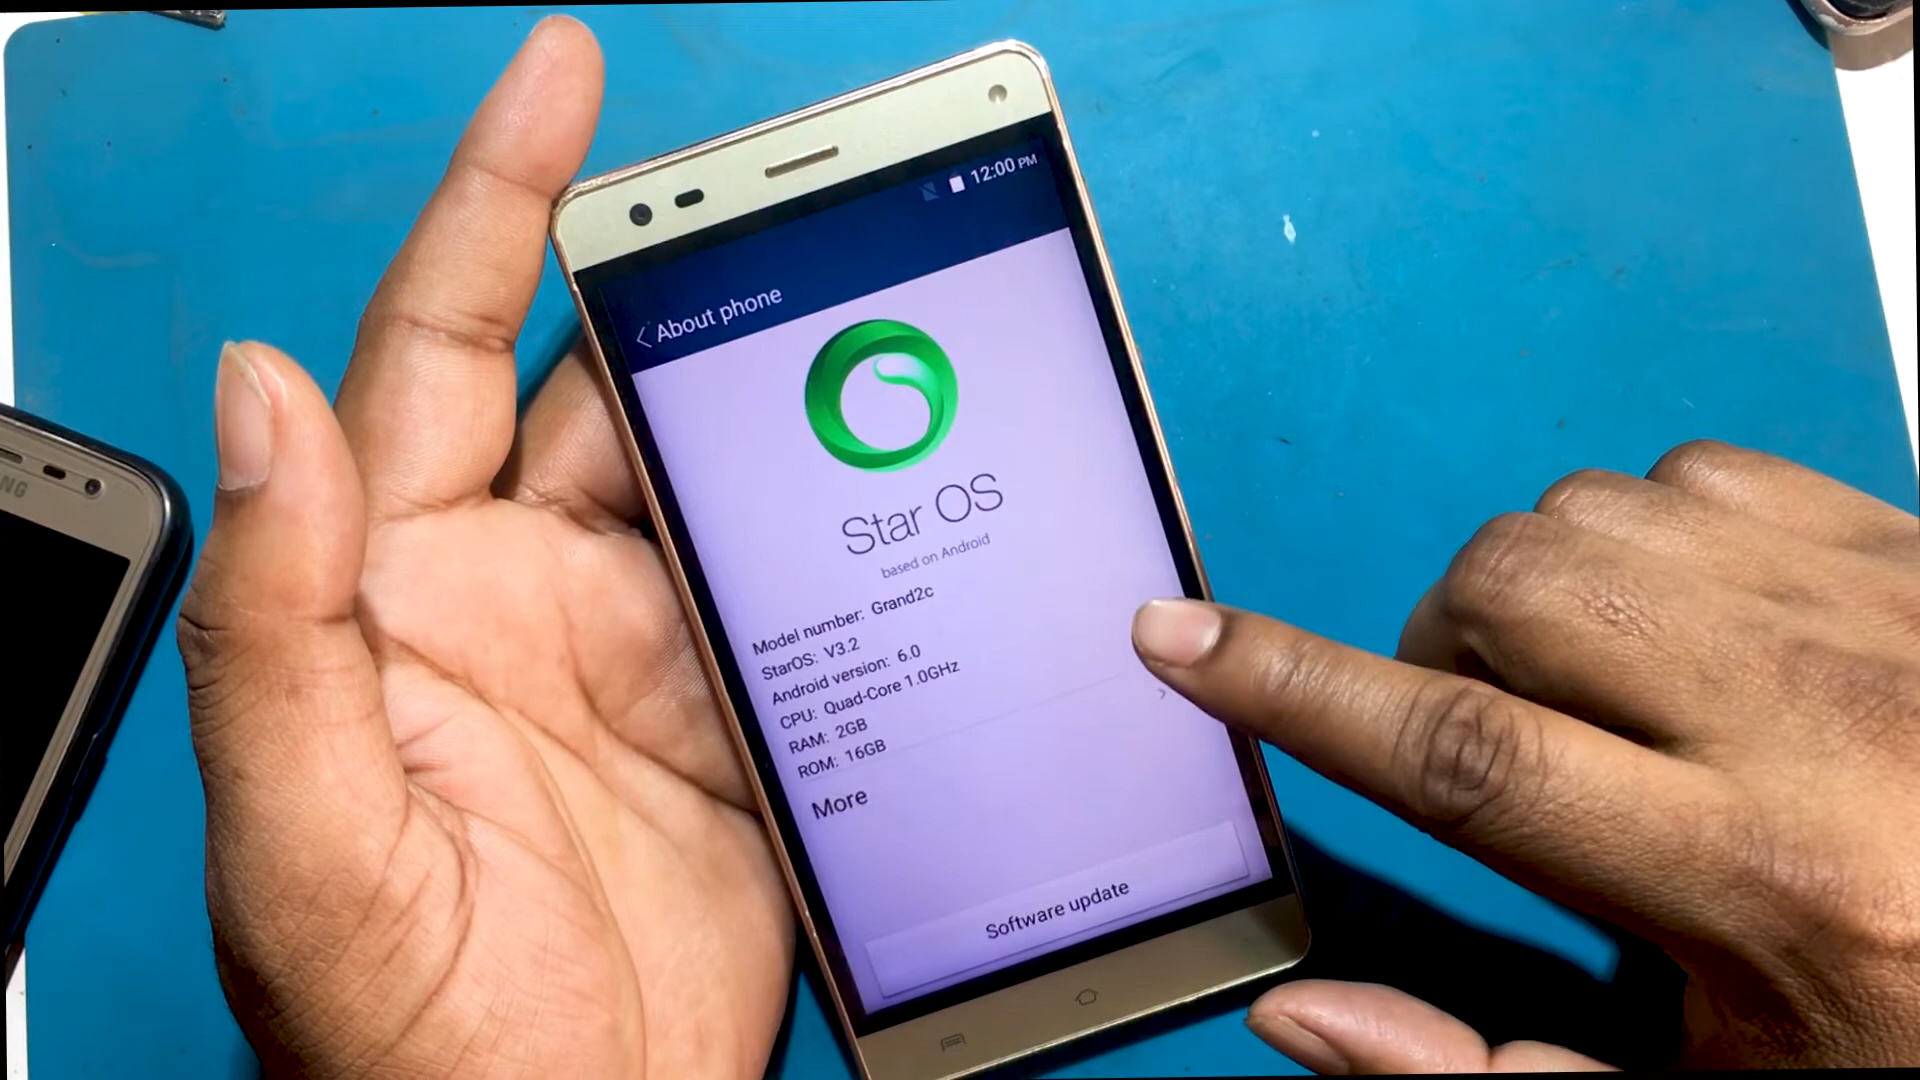 12:00 PM
About phone
Star OS
based on Android
Model number: Grand2c
StarOS: V3.2
Android version: 6.0
CPU: Quad-Core 1.0GHz
RAM: 2GB
ROM: 16GB
More
Software update
NG